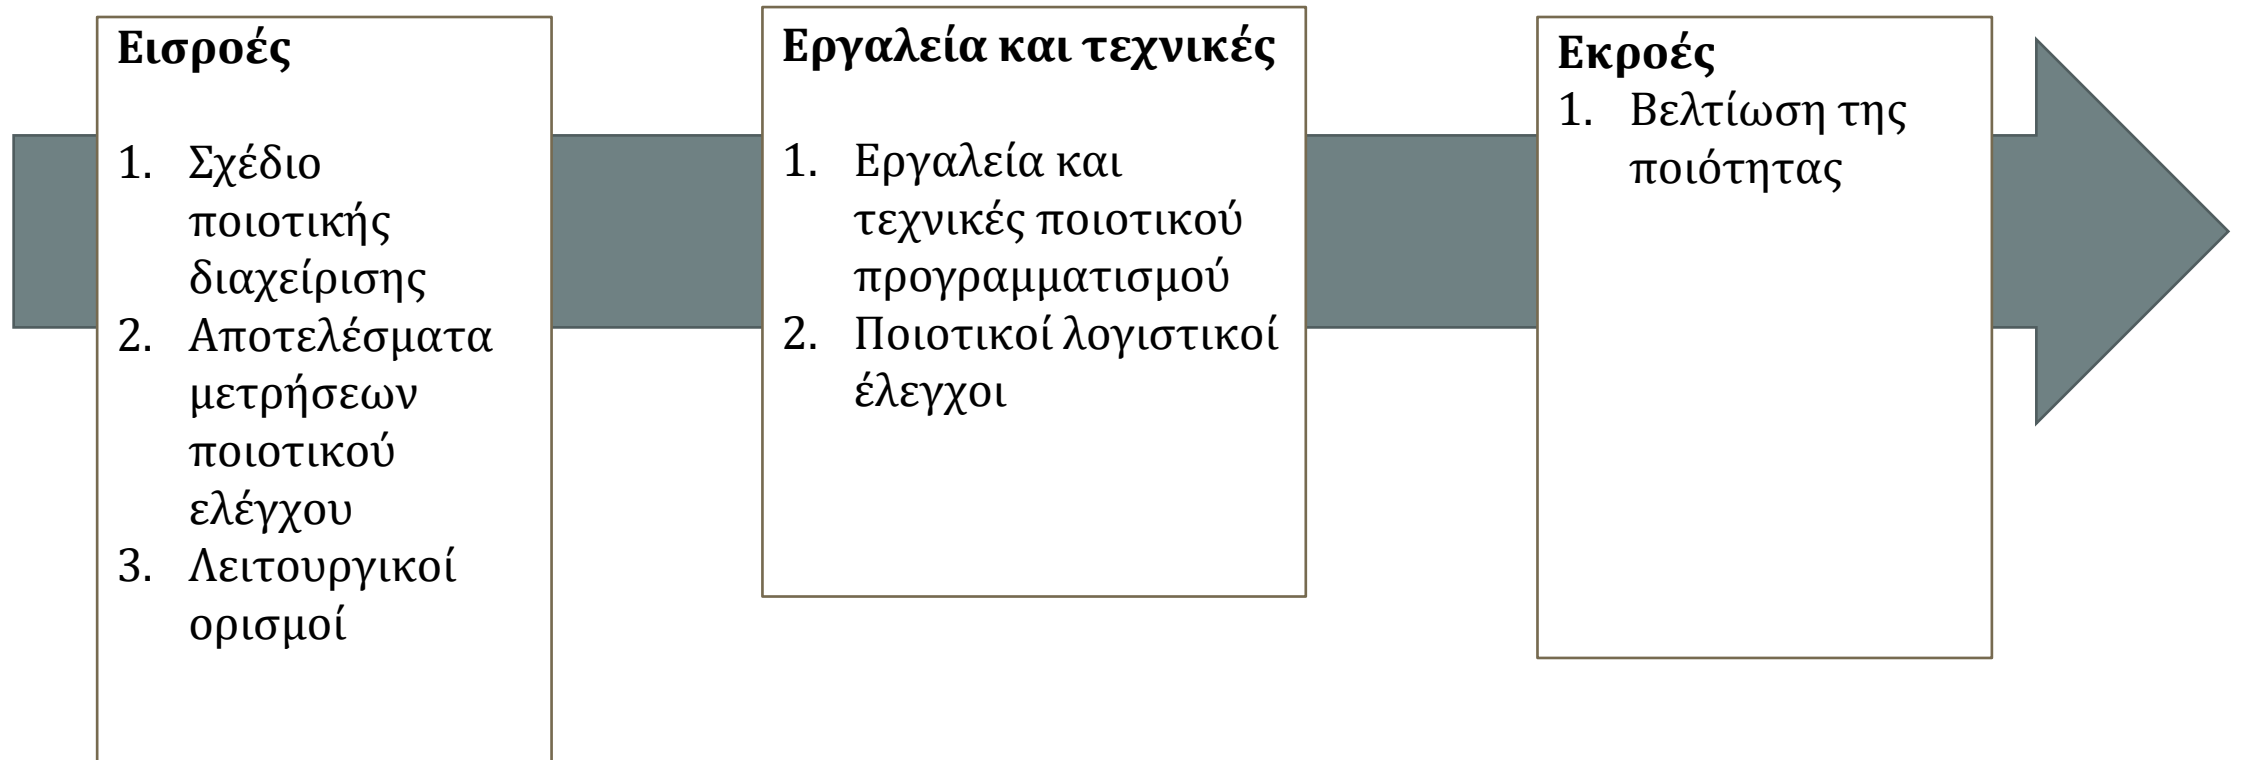 Εισροές
1. Σχέδιο
ποιοτικής
διαχείρισης
2. Αποτελέσματα
μετρήσεων
ποιοτικού
ελέγχου
3. Λειτουργικοί
ορισμοί
Εργαλεία και τεχνικές
1. Εργαλεία και
τεχνικές ποιοτικού
προγραμματισμού
2. Ποιοτικοί λογιστικοί
έλεγχοι
Εκροές
1. Βελτίωση της
ποιότητας